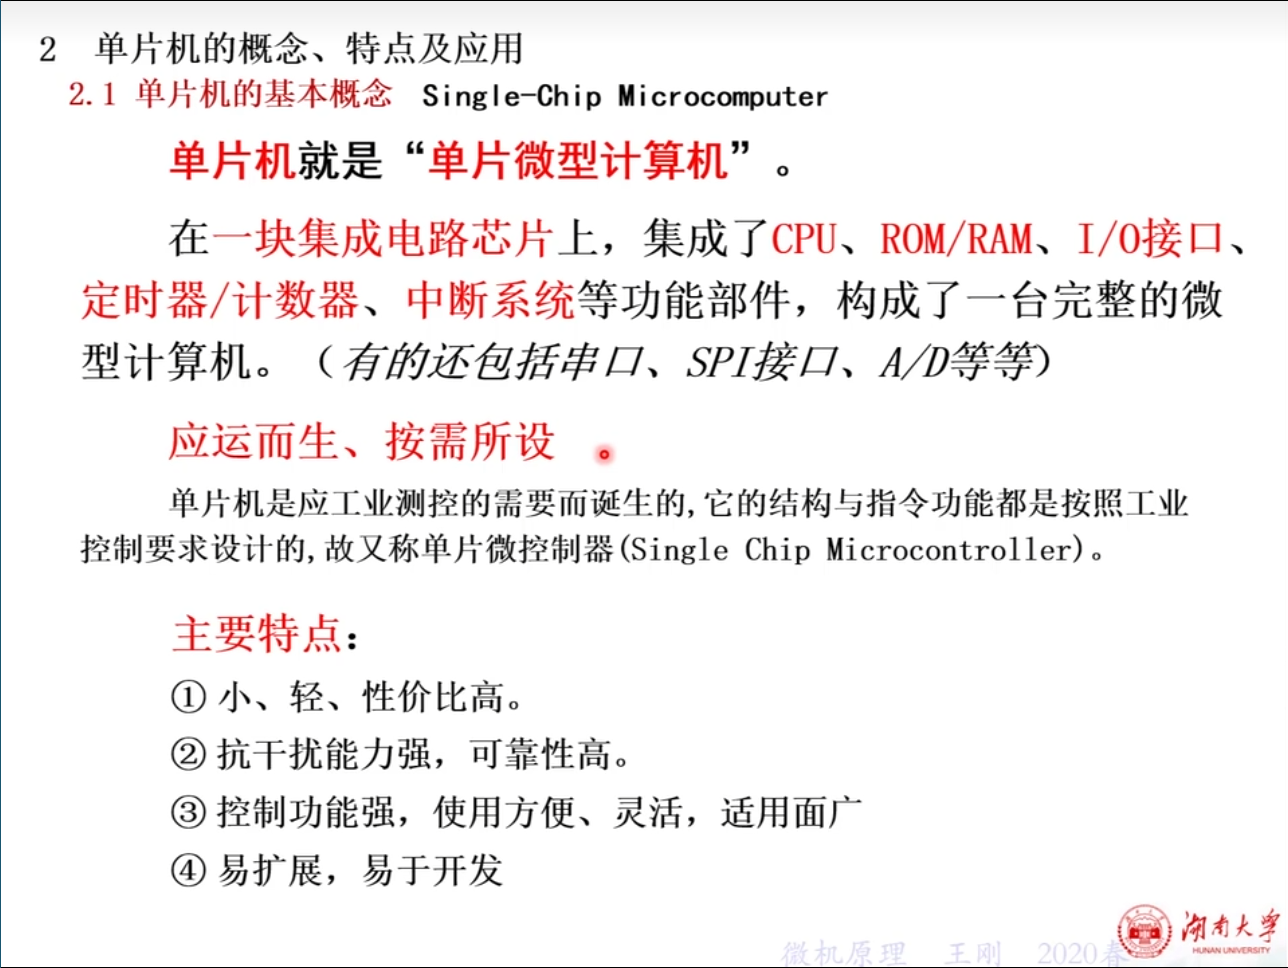 2 单片机的概念、特点及应用
2.1 单片机的基本概念 Single-Chip Microcomputer
单片机就是“单片微型计算机”。
在一块集成电路芯片上，集成了CPU、ROM/RAM、I/O接口、
定时器/计数器、中断系统等功能部件，构成了一台完整的微
型计算机。（有的还包括串口、SPI接口、A/D等等）
应运而生、按需所设
单片机是应工业测控的需要而诞生的,它的结构与指令功能都是按照工业
控制要求设计的,故又称单片微控制器(Single Chip Microcontroller)。
主要特点：
① 小、轻、性价比高。
② 抗干扰能力强，可靠性高。
③ 控制功能强，使用方便、灵活，适用面广
④ 易扩展，易于开发
湖南大学
HUNAN UNIVERSITY
微机原理 王刚 2020春